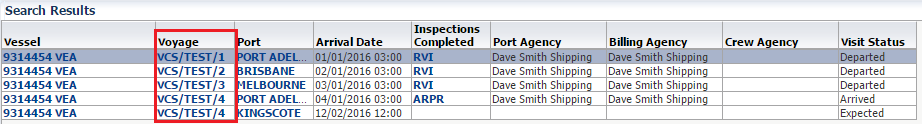 Search Results
Vessel Voyage Port Arrival Date Inspections Completed Port Agency Billing Agency Crew Agency Visit Status
9314454 VEA VCS/TEST/1 PORT ADEL... 01/01/2016 03:00 RVI Dave Smith Shipping Dave Smith Shipping Departed
9314454 VEA VCS/TEST/2 BRISBANE 02/01/2016 03:00 RVI Dave Smith Shipping Dave Smith Shipping Departed
9314454 VEA VCS/TEST/3 MELBOURNE 03/01/2016 03:00 RVI Dave Smith Shipping Dave Smith Shipping Departed
9314454 VEA VCS/TEST/4 PORT ADEL... 04/01/2016 03:00 ARPR Dave Smith Shipping Dave Smith Shipping Arrived
9314454 VEA VCS/TEST/4 KINGSCOTE 12/02/2016 12:00 Expected